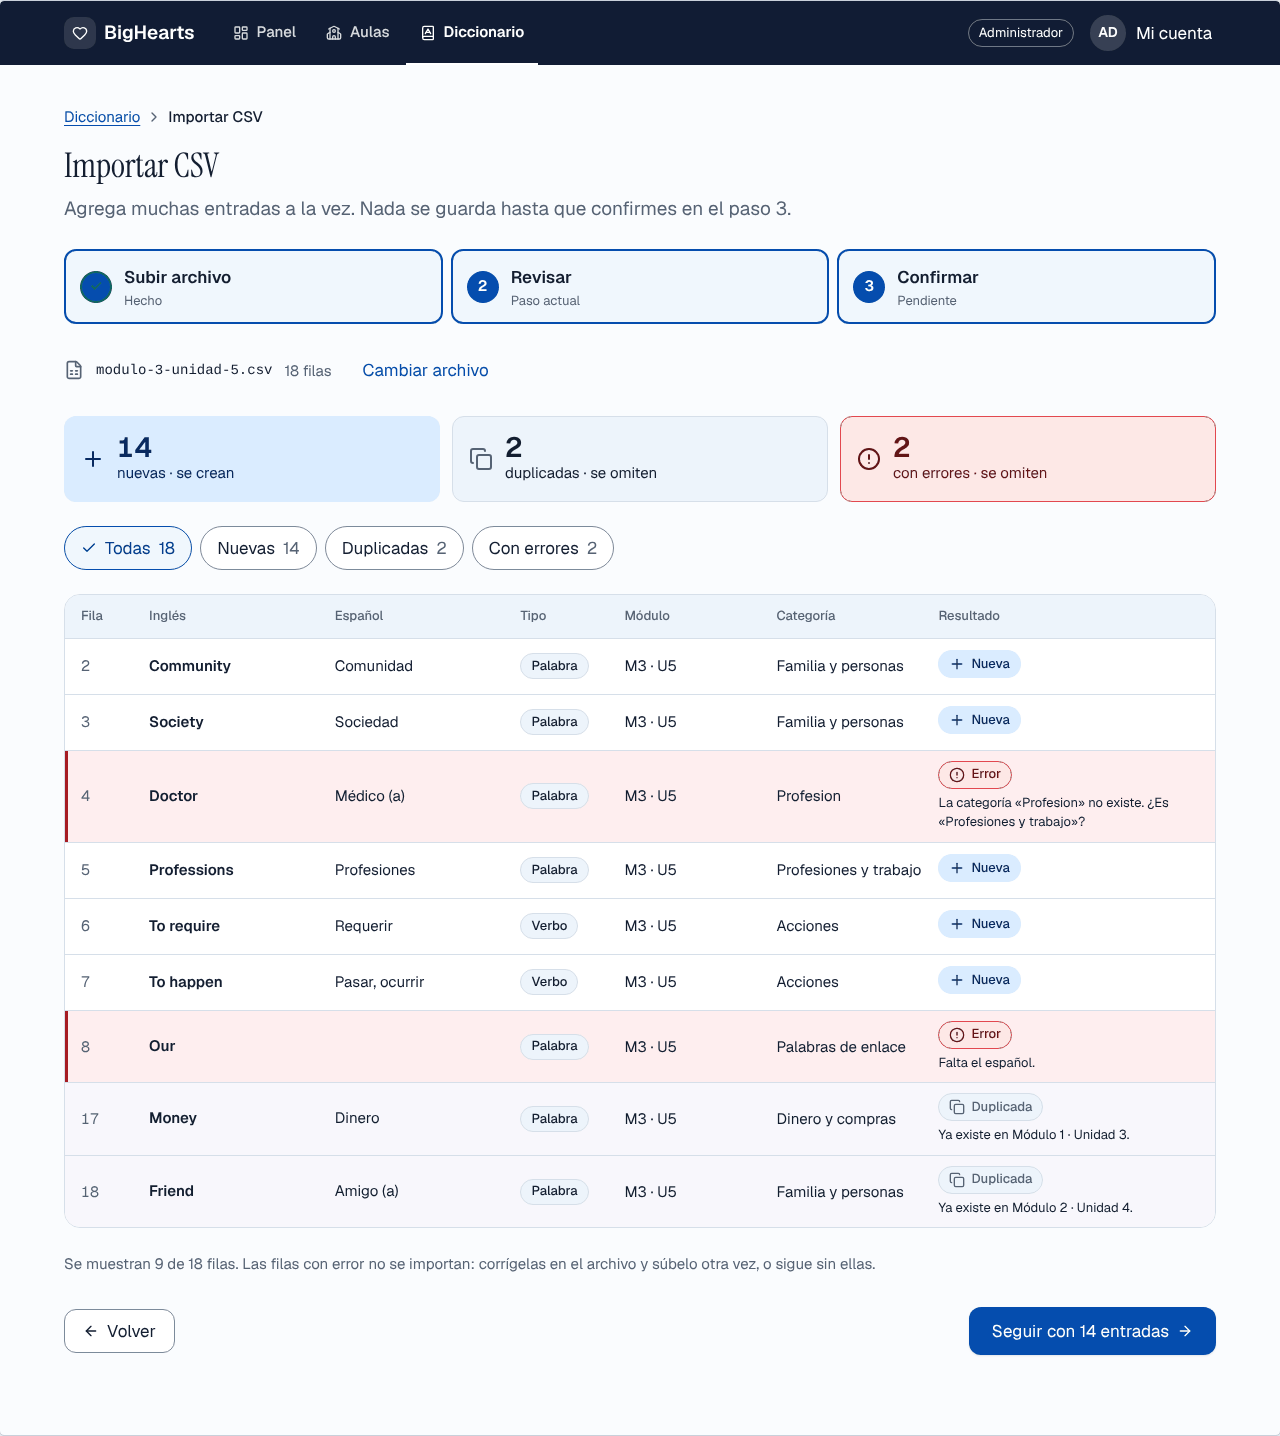 BigHearts
Panel
Aulas
Diccionario
Administrador
AD
Mi cuenta
Diccionario > Importar CSV
Importar CSV
Agrega muchas entradas a la vez. Nada se guarda hasta que confirmes en el paso 3.
Subir archivo
Hecho
2
Revisar
Paso actual
3
Confirmar
Pendiente
modulo-3-unidad-5.csv 18 filas Cambiar archivo
14
nuevas · se crean
2
duplicadas · se omiten
2
con errores · se omiten
Todas 18
Nuevas 14
Duplicadas 2
Con errores 2
Fila Inglés Español Tipo Módulo Categoría Resultado
2 Community Comunidad Palabra M3 · U5 Familia y personas Nueva
3 Society Sociedad Palabra M3 · U5 Familia y personas Nueva
4 Doctor Médico (a) Palabra M3 · U5 Profesion Error
La categoría «Profesion» no existe. ¿Es
«Profesiones y trabajo»?
5 Professions Profesiones Palabra M3 · U5 Profesiones y trabajo Nueva
6 To require Requerir Verbo M3 · U5 Acciones Nueva
7 To happen Pasar, ocurrir Verbo M3 · U5 Acciones Nueva
8 Our Palabra M3 · U5 Palabras de enlace Error
Falta el español.
17 Money Dinero Palabra M3 · U5 Dinero y compras Duplicada
Ya existe en Módulo 1 · Unidad 3.
18 Friend Amigo (a) Palabra M3 · U5 Familia y personas Duplicada
Ya existe en Módulo 2 · Unidad 4.
Se muestran 9 de 18 filas. Las filas con error no se importan: corrígelas en el archivo y súbelo otra vez, o sigue sin ellas.
Volver
Seguir con 14 entradas